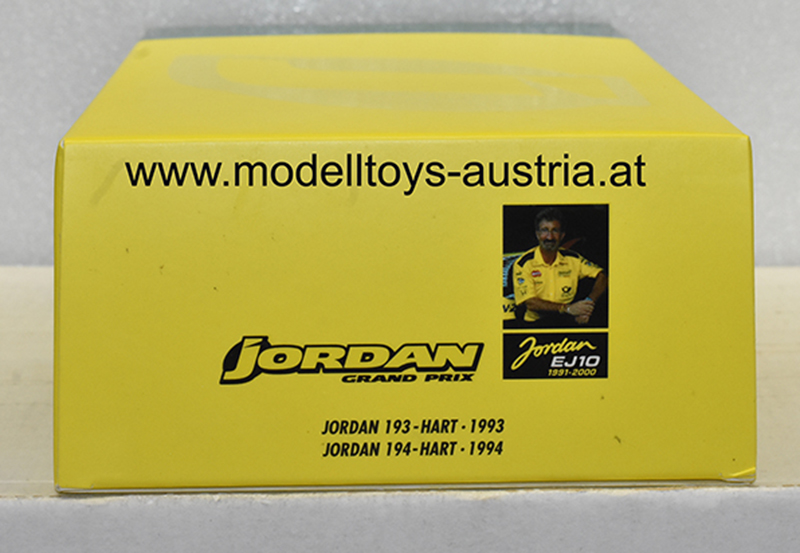 www.modelltoys-austria.at
JORDAN
GRAND PRIX
Jordan
EJ10
1991-2000
JORDAN 193-HART · 1993
JORDAN 194-HART · 1994